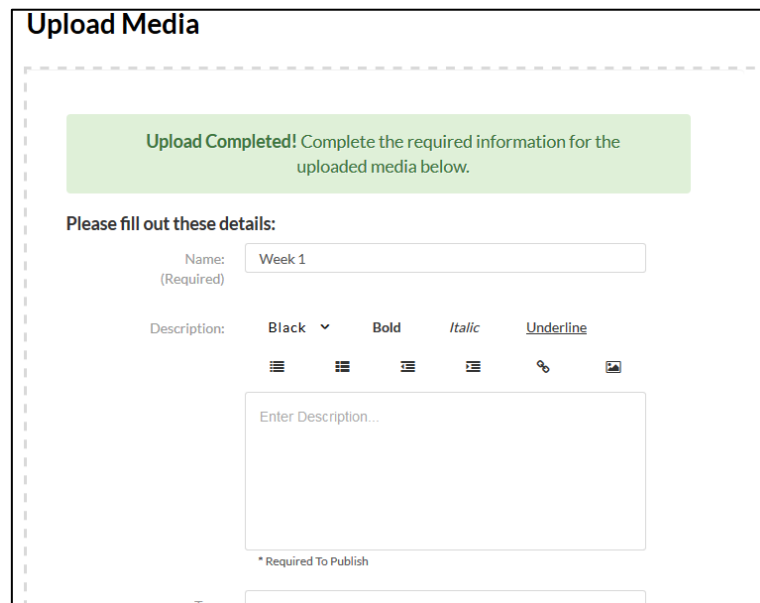 Upload Media
Upload Completed! Complete the required information for the
uploaded media below.
Please fill out these details:
Name:
(Required)
Week 1
Description:
Black
Bold
Italic
Underline
Enter Description...
* Required To Publish